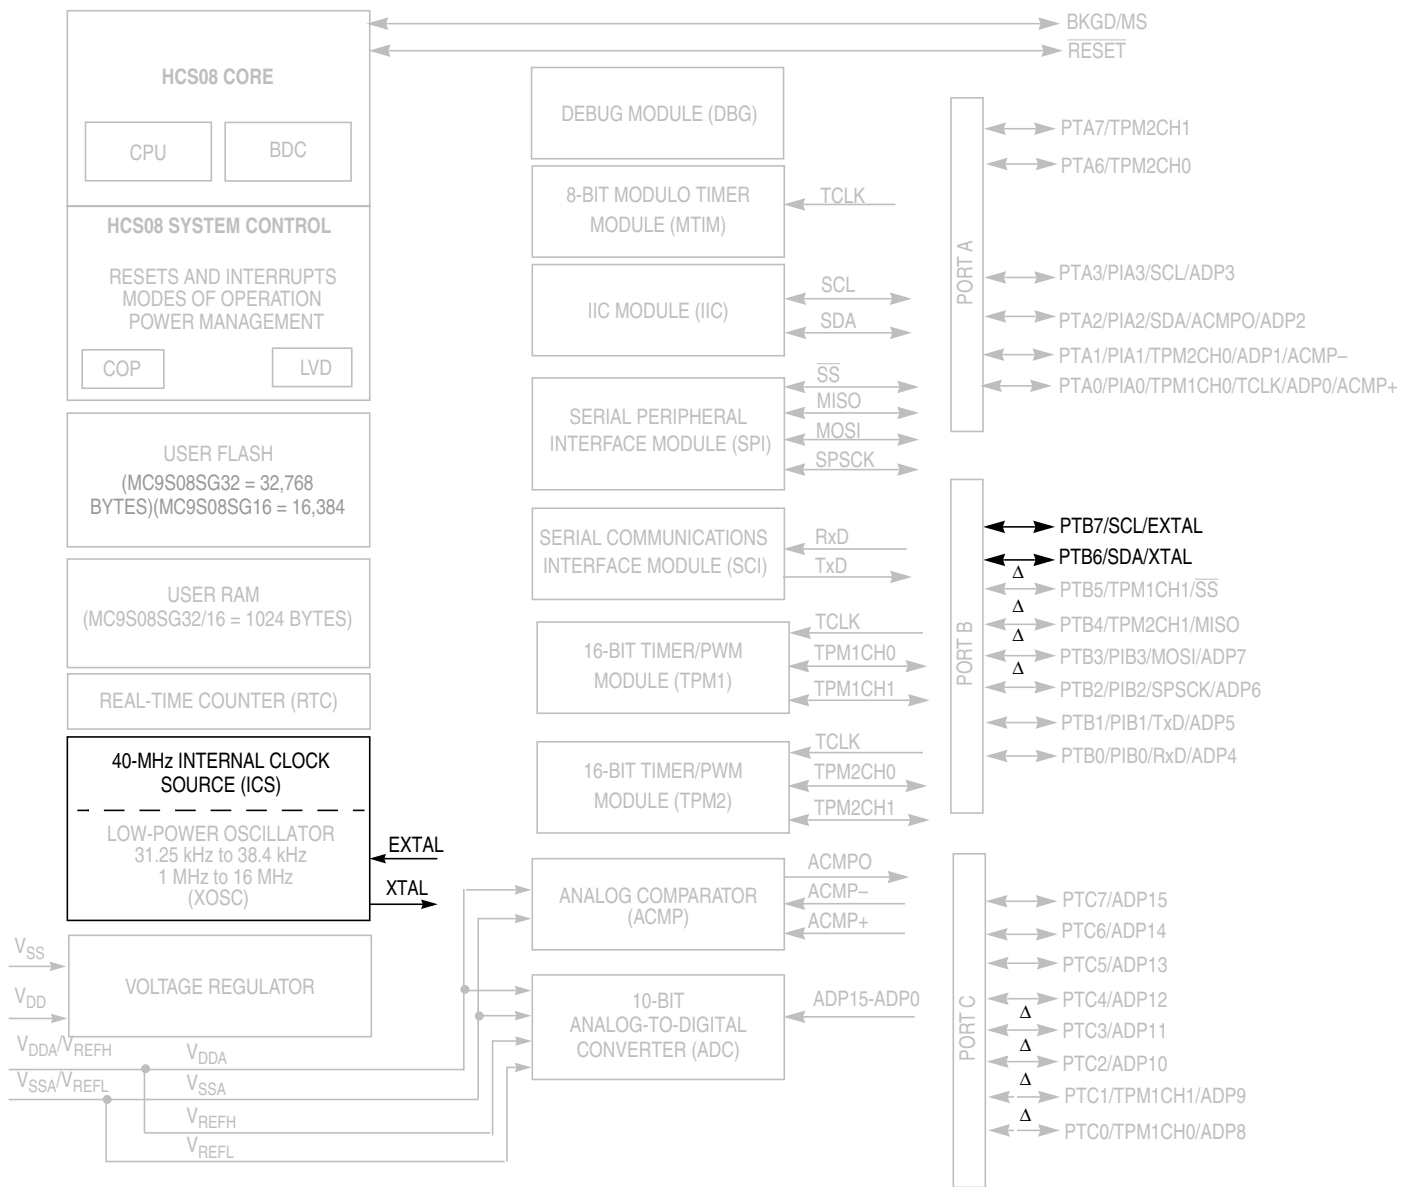 BKGD/MS
RESET
HCS08 CORE
CPU
BDC
HCS08 SYSTEM CONTROL
RESETS AND INTERRUPTS
MODES OF OPERATION
POWER MANAGEMENT
COP
LVD
USER FLASH
(MC9S08SG32 = 32,768
BYTES)(MC9S08SG16 = 16,384
USER RAM
(MC9S08SG32/16 = 1024 BYTES)
REAL-TIME COUNTER (RTC)
40-MHz INTERNAL CLOCK
SOURCE (ICS)
LOW-POWER OSCILLATOR
31.25 kHz to 38.4 kHz
1 MHz to 16 MHz
(XOSC)
EXTAL
XTAL
VSS
VDD
VOLTAGE REGULATOR
VDDA/VREFH
VSSA/VREFL
VDDA
VSSA
VREFH
VREFL
DEBUG MODULE (DBG)
8-BIT MODULO TIMER
MODULE (MTIM)
TCLK
IIC MODULE (IIC)
SCL
SDA
SERIAL PERIPHERAL
INTERFACE MODULE (SPI)
SS
MISO
MOSI
SPSCK
SERIAL COMMUNICATIONS
INTERFACE MODULE (SCI)
RxD
TxD
16-BIT TIMER/PWM
MODULE (TPM1)
TCLK
TPM1CH0
TPM1CH1
16-BIT TIMER/PWM
MODULE (TPM2)
TCLK
TPM2CH0
TPM2CH1
ANALOG COMPARATOR
(ACMP)
ACMPO
ACMP–
ACMP+
10-BIT
ANALOG-TO-DIGITAL
CONVERTER (ADC)
ADP15-ADP0
PORT A
PTA7/TPM2CH1
PTA6/TPM2CH0
PTA3/PIA3/SCL/ADP3
PTA2/PIA2/SDA/ACMPO/ADP2
PTA1/PIA1/TPM2CH0/ADP1/ACMP–
PTA0/PIA0/TPM1CH0/TCLK/ADP0/ACMP+
PORT B
PTB7/SCL/EXTAL
PTB6/SDA/XTAL
Δ
PTB5/TPM1CH1/SS
Δ
PTB4/TPM2CH1/MISO
Δ
PTB3/PIB3/MOSI/ADP7
Δ
PTB2/PIB2/SPSCK/ADP6
PTB1/PIB1/TxD/ADP5
PTB0/PIB0/RxD/ADP4
PORT C
PTC7/ADP15
PTC6/ADP14
PTC5/ADP13
PTC4/ADP12
Δ
PTC3/ADP11
Δ
PTC2/ADP10
Δ
PTC1/TPM1CH1/ADP9
Δ
PTC0/TPM1CH0/ADP8